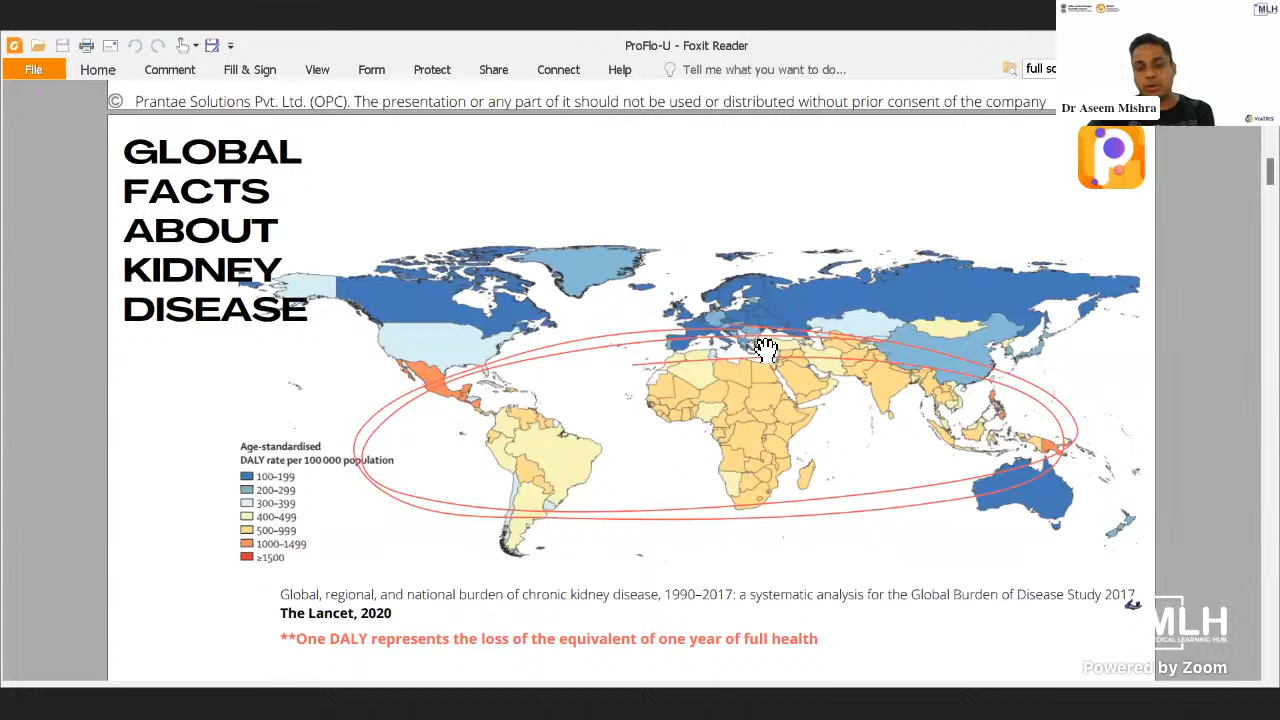 MLH
ProFlo-U - Foxit Reader
File Home Comment Fill & Sign View Form Protect Share Connect Help Tell me what you want to do... full sc
Dr Aseem Mishra
VIATRIS
© Prantae Solutions Pvt. Ltd. (OPC). The presentation or any part of it should not be used or distributed without prior consent of the company
GLOBAL
FACTS
ABOUT
KIDNEY
DISEASE
Age-standardised
DALY rate per 100 000 population
100–199
200–299
300–399
400–499
500–999
1000–1499
≥1500
Global, regional, and national burden of chronic kidney disease, 1990–2017: a systematic analysis for the Global Burden of Disease Study 2017
The Lancet, 2020
**One DALY represents the loss of the equivalent of one year of full health
MLH
MEDICAL LEARNING HUB
Powered by Zoom